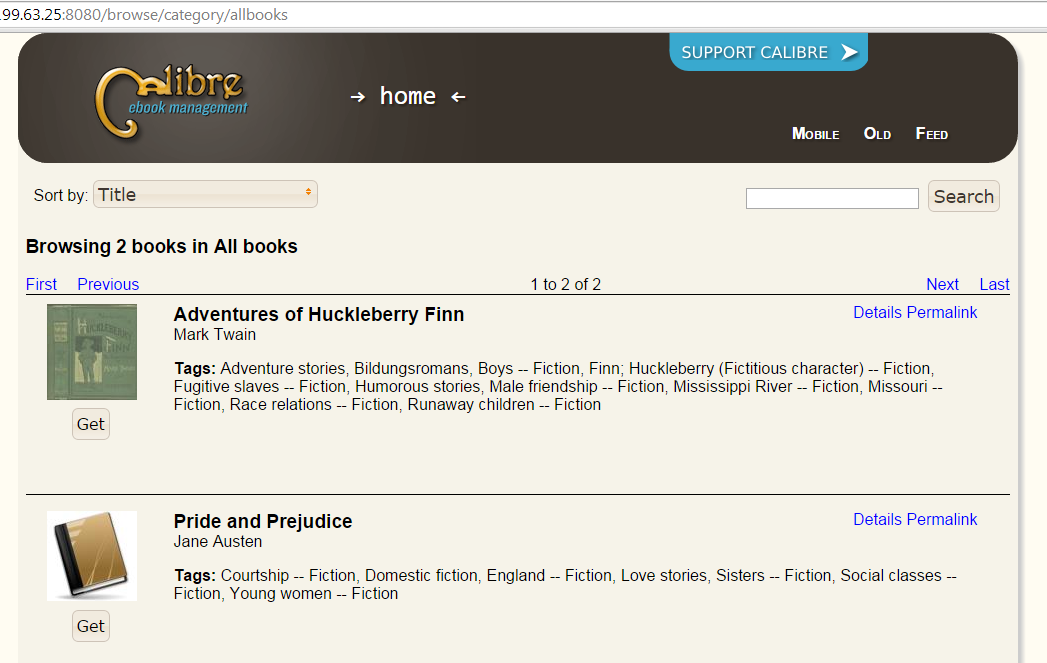 .99.63.25:8080/browse/category/allbooks
SUPPORT CALIBRE
Calibre
ebook management
→ home ←
Mobile Old Feed
Sort by: Title Search
Browsing 2 books in All books
First Previous 1 to 2 of 2 Next Last
Adventures of Huckleberry Finn Details Permalink
Mark Twain
HUCKLEBERRY
FINN
Tags: Adventure stories, Bildungsromans, Boys -- Fiction, Finn; Huckleberry (Fictitious character) -- Fiction,
Fugitive slaves -- Fiction, Humorous stories, Male friendship -- Fiction, Mississippi River -- Fiction, Missouri --
Fiction, Race relations -- Fiction, Runaway children -- Fiction
Get
Pride and Prejudice Details Permalink
Jane Austen
Tags: Courtship -- Fiction, Domestic fiction, England -- Fiction, Love stories, Sisters -- Fiction, Social classes --
Fiction, Young women -- Fiction
Get